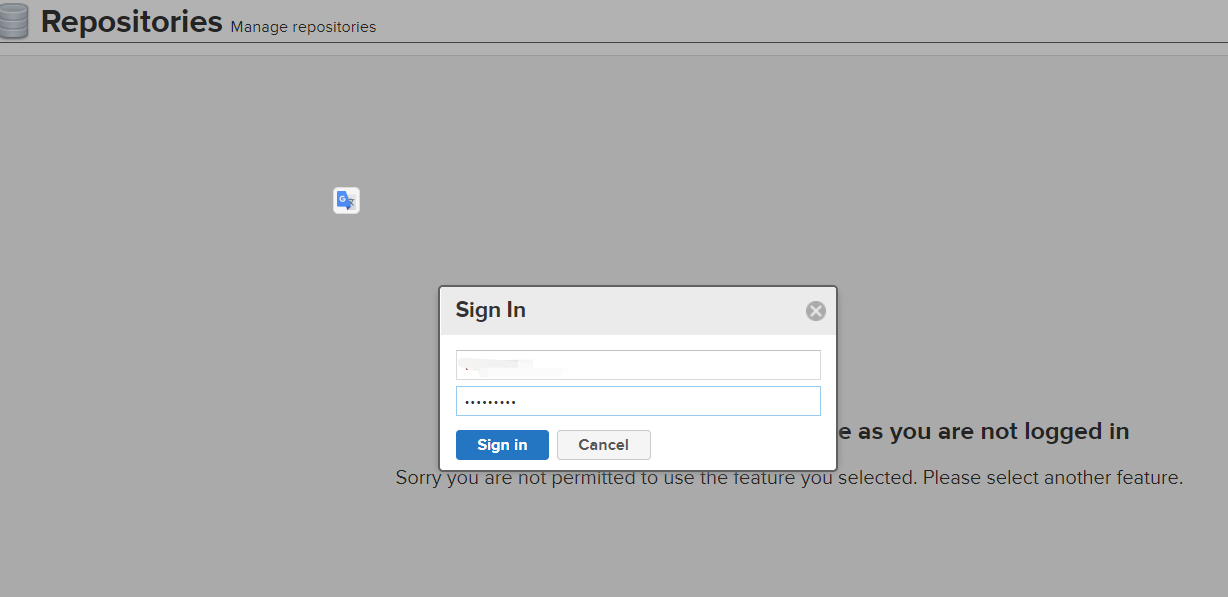 Repositories Manage repositories
Sign In
•••••••••
Sign in Cancel
e as you are not logged in
Sorry you are not permitted to use the feature you selected. Please select another feature.